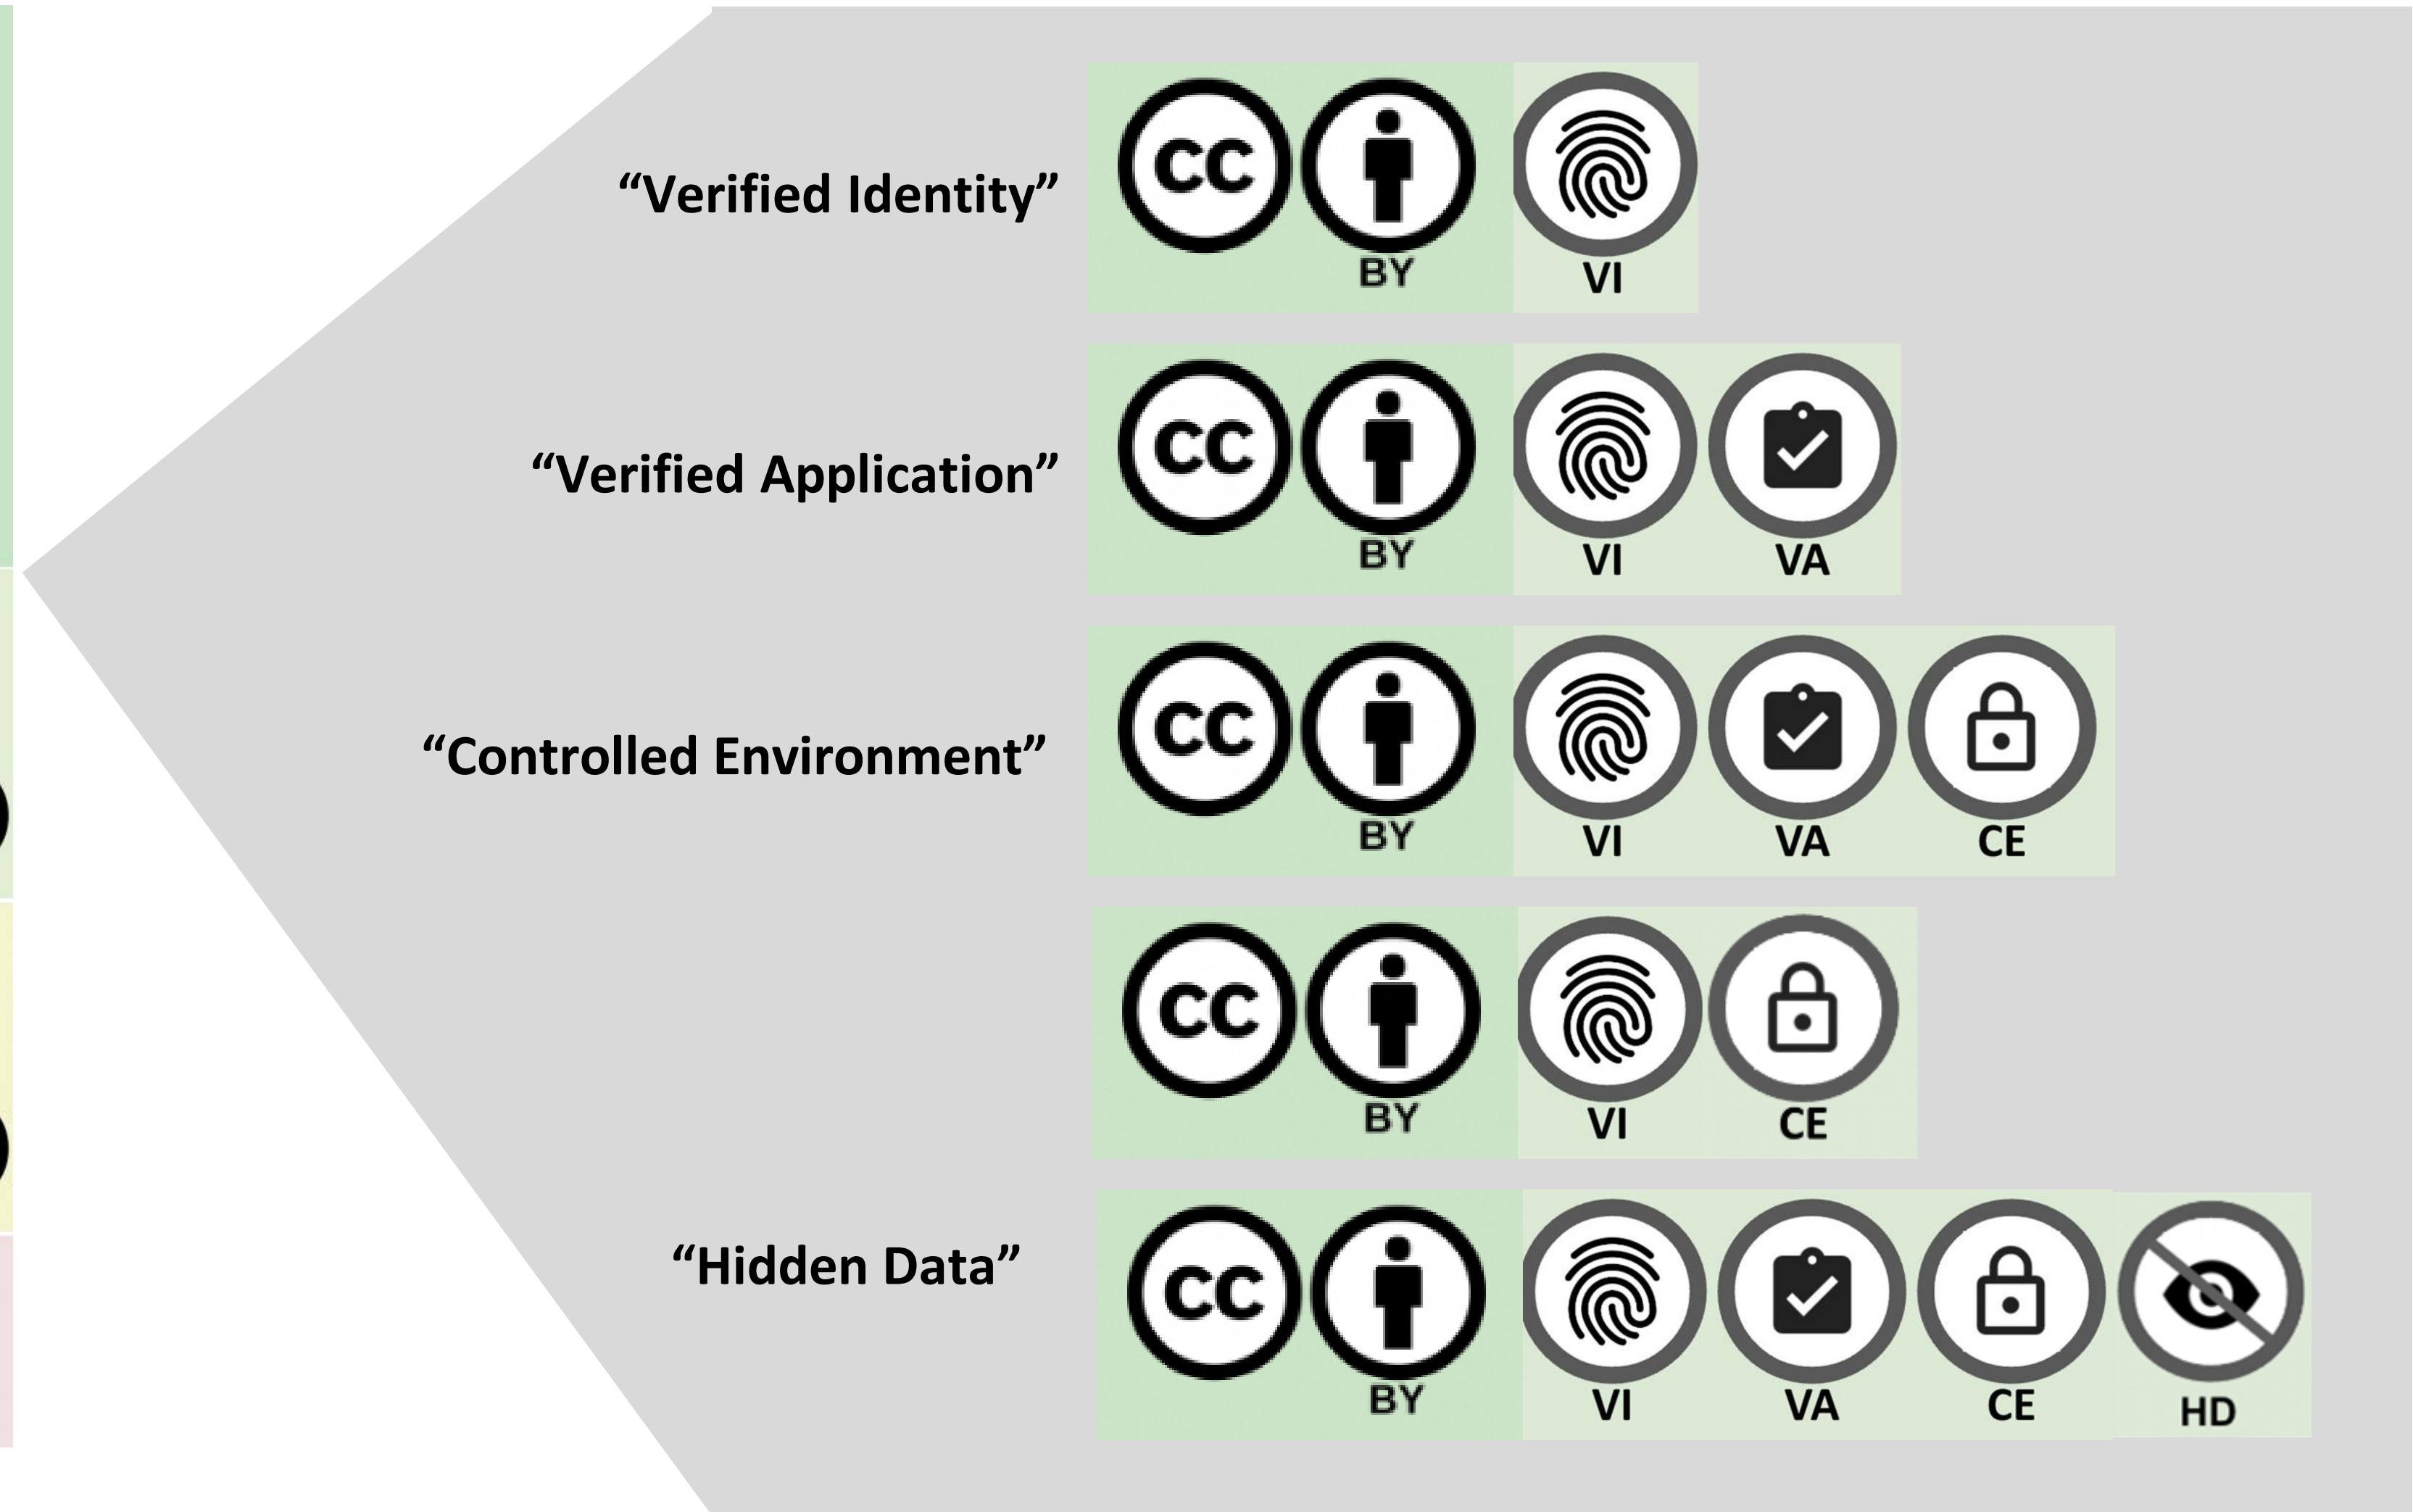 “Verified Identity”
CC
BY VI
“Verified Application”
CC
BY VI VA
“Controlled Environment”
CC
BY VI VA CE
CC
BY VI CE
“Hidden Data”
CC
BY VI VA CE HD